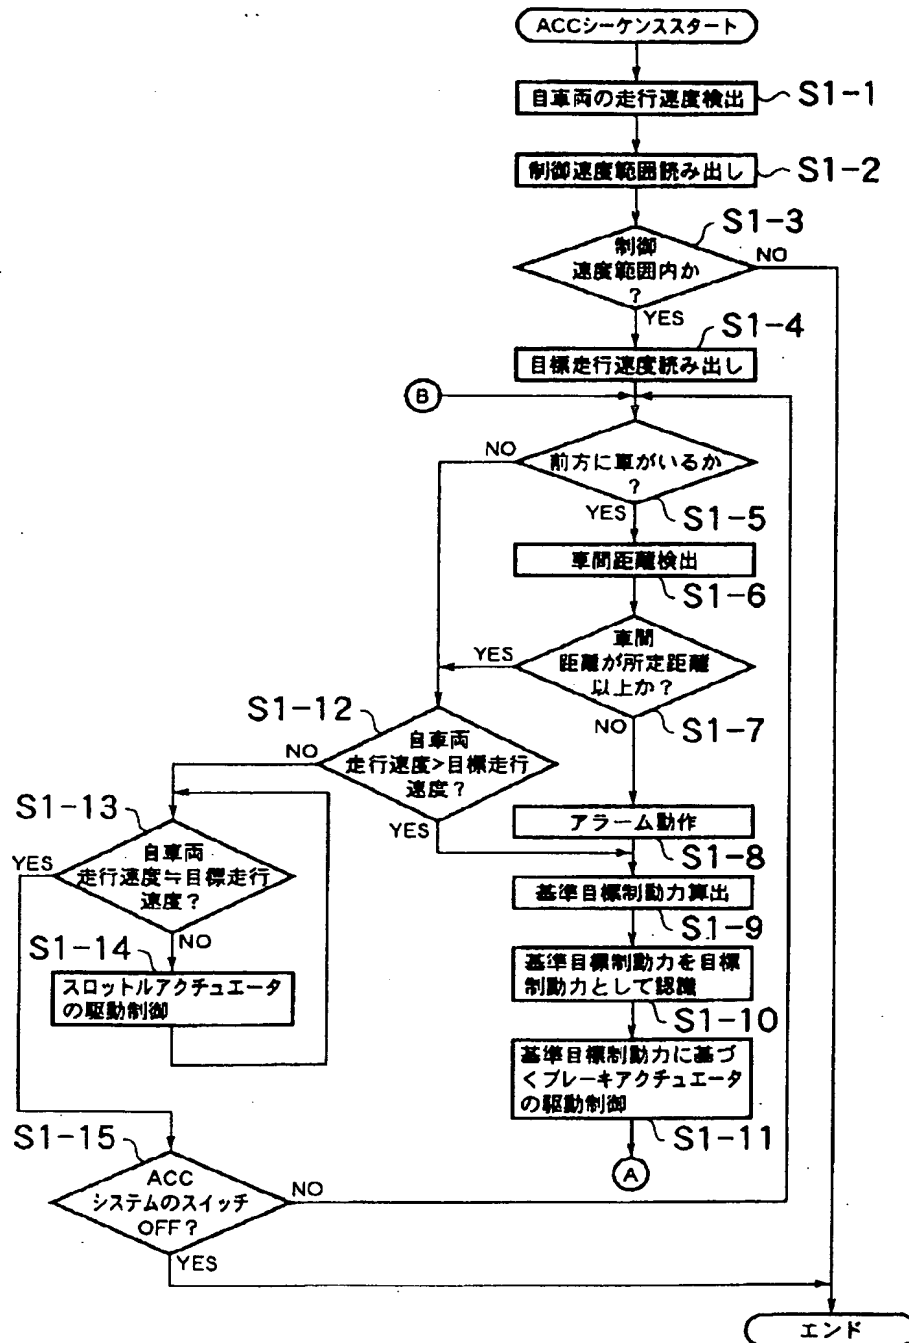 ACCシーケンススタート
自車両の走行速度検出
S1-1
制御速度範囲読み出し
S1-2
S1-3
制御
速度範囲内か
?
NO
YES
S1-4
目標走行速度読み出し
B
NO
前方に車がいるか
?
YES
S1-5
車間距離検出
S1-6
車間
距離が所定距離
以上か?
YES
NO
S1-7
S1-12
自車両
走行速度>目標走行
速度?
NO
YES
アラーム動作
S1-8
S1-13
自車両
走行速度≒目標走行
速度?
YES
NO
基準目標制動力算出
S1-9
S1-14
スロットルアクチュエータ
の駆動制御
基準目標制動力を目標
制動力として認識
S1-10
基準目標制動力に基づ
くブレーキアクチュエータ
の駆動制御
S1-11
A
S1-15
ACC
システムのスイッチ
OFF?
NO
YES
エンド